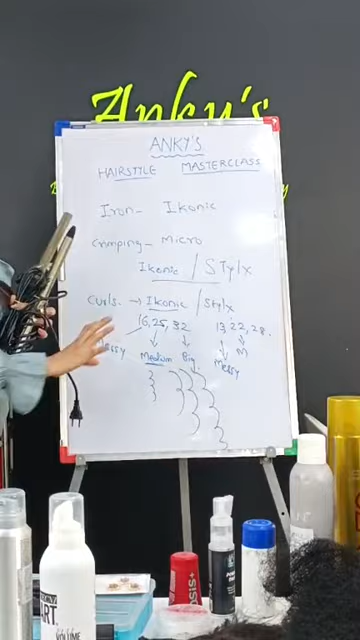 Anky's
ANKY'S
HAIRSTYLE MASTERCLASS
Iron - Ikonic
Crimping - Micro
Ikonic / STylx
Curls. → Ikonic / Stylx
16, 25, 32 13, 22, 28.
Messy Medium Big. Messy M
VOLUME